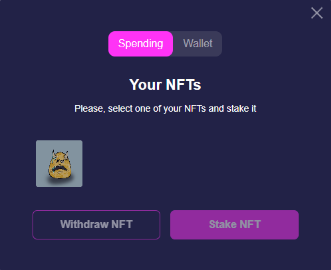 Spending Wallet
Your NFTs
Please, select one of your NFTs and stake it
Withdraw NFT Stake NFT